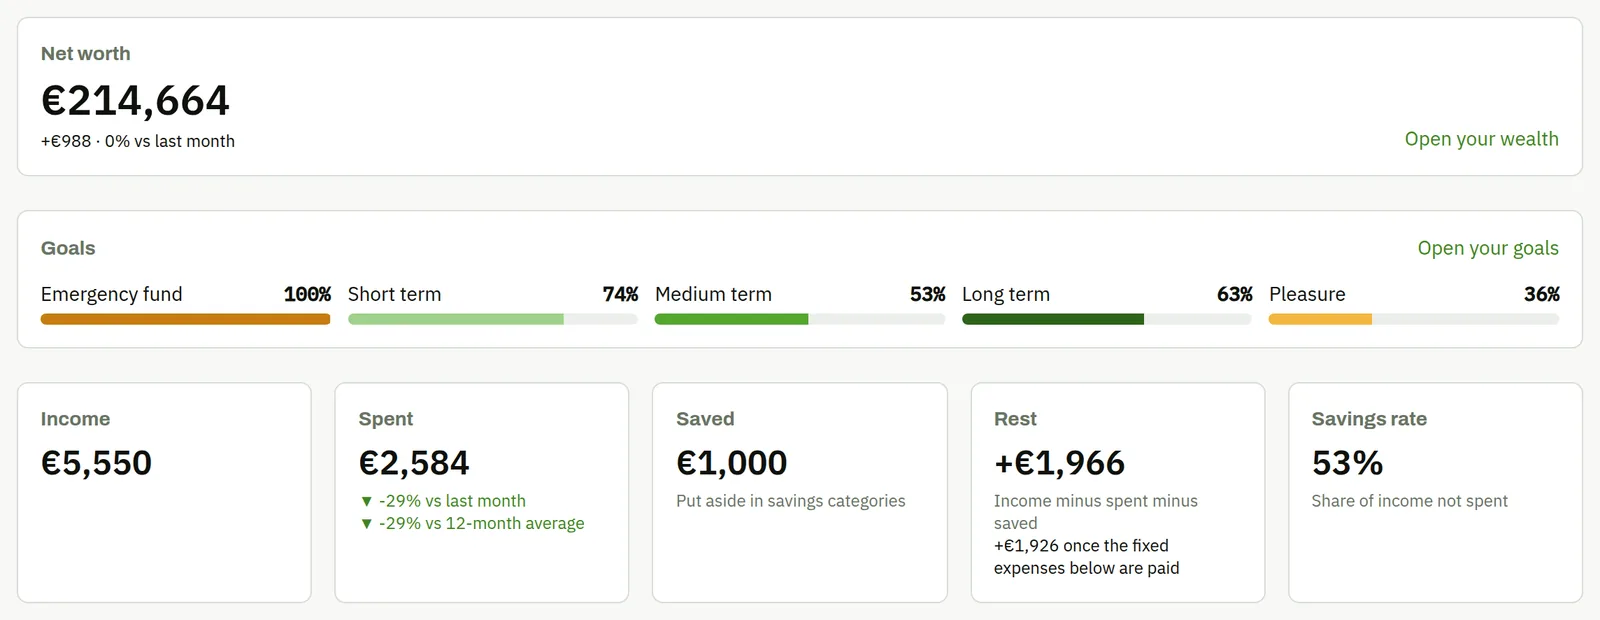 Net worth
€214,664
+€988 · 0% vs last month
Open your wealth
Goals
Open your goals
Emergency fund 100%
Short term 74%
Medium term 53%
Long term 63%
Pleasure 36%
Income
€5,550
Spent
€2,584
▼ -29% vs last month
▼ -29% vs 12-month average
Saved
€1,000
Put aside in savings categories
Rest
+€1,966
Income minus spent minus
saved
+€1,926 once the fixed
expenses below are paid
Savings rate
53%
Share of income not spent